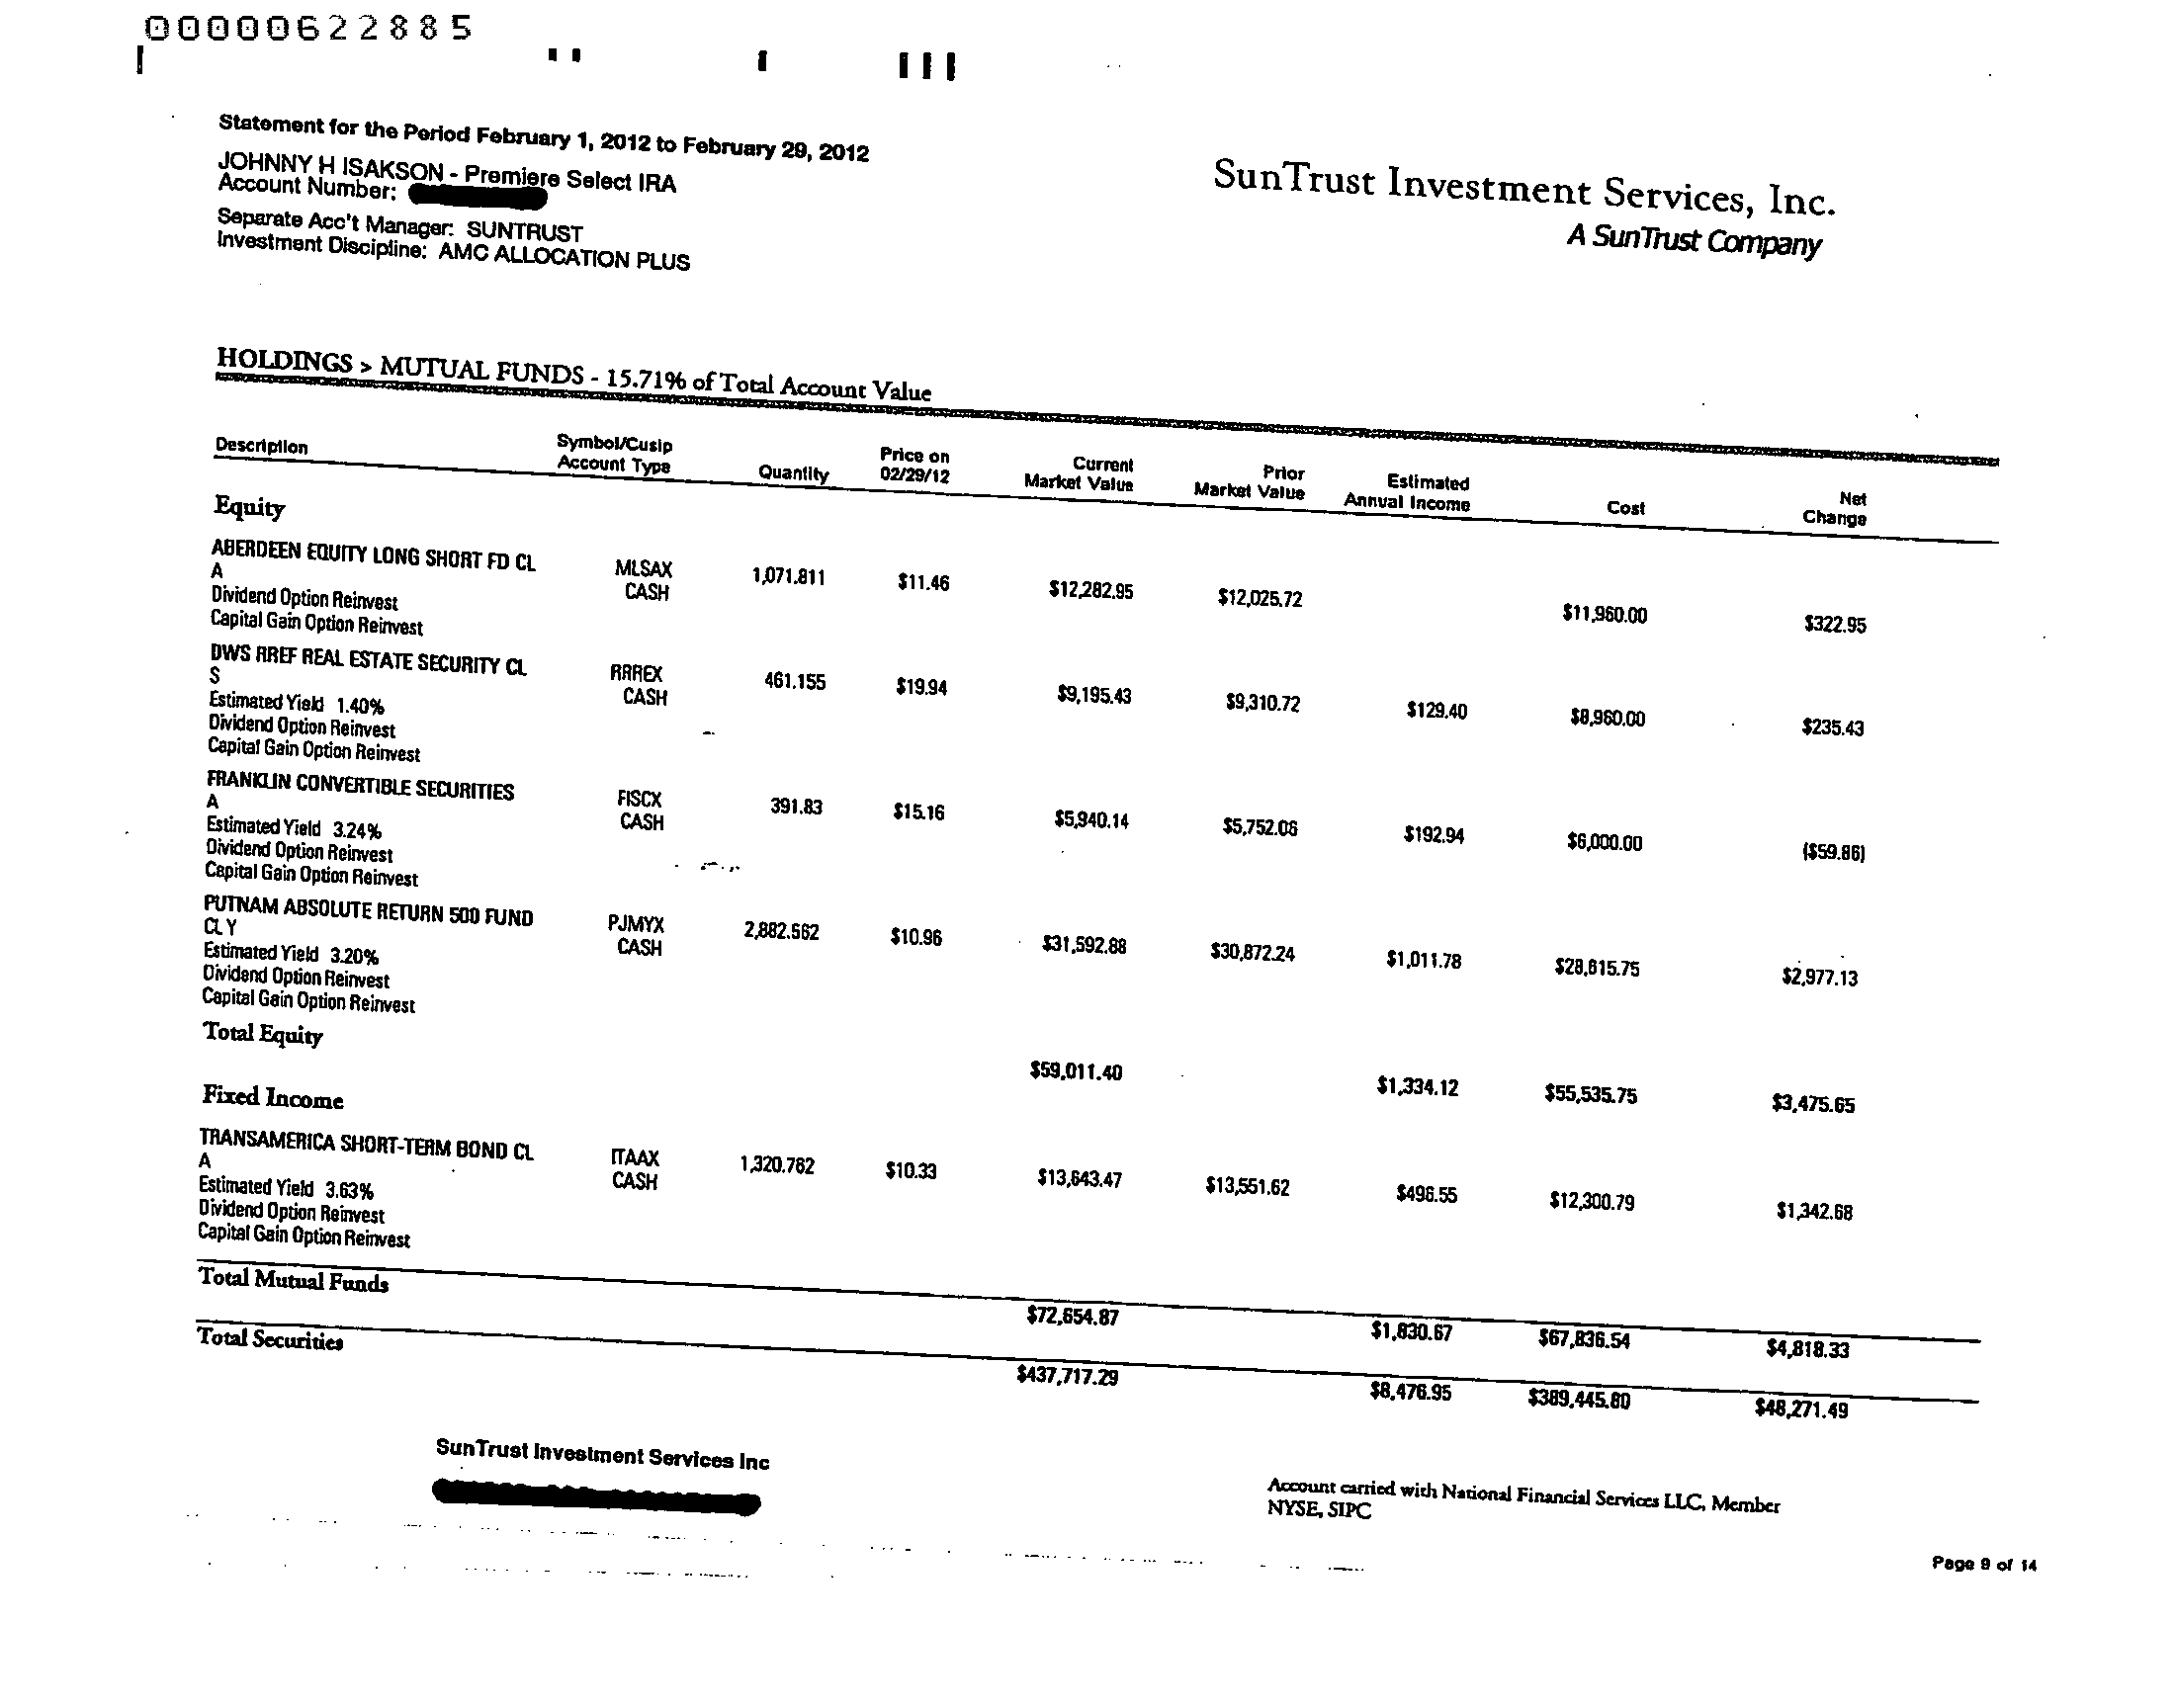 00000622885
Statement for the Period February 1, 2012 to February 29, 2012
JOHNNY H ISAKSON - Premiere Select IRA
Account Number:
Separate Acc't Manager: SUNTRUST
Investment Discipline: AMC ALLOCATION PLUS
SunTrust Investment Services, Inc.
A SunTrust Company
HOLDINGS > MUTUAL FUNDS - 15.71% of Total Account Value
Description Symbol/Cusip Account Type Quantity Price on 02/29/12 Current Market Value Prior Market Value Estimated Annual Income Cost Net Change
Equity
ABERDEEN EQUITY LONG SHORT FD CL MLSAX 1,071.811 $11.46 $12,282.95 $12,025.72 $11,960.00 $322.95
A CASH
Dividend Option Reinvest
Capital Gain Option Reinvest
DWS RREF REAL ESTATE SECURITY CL RRREX 461.155 $19.94 $9,195.43 $9,310.72 $129.40 $8,960.00 $235.43
S CASH
Estimated Yield 1.40%
Dividend Option Reinvest
Capital Gain Option Reinvest
FRANKLIN CONVERTIBLE SECURITIES FISCX 391.83 $15.16 $5,940.14 $5,752.06 $192.94 $6,000.00 ($59.86)
A CASH
Estimated Yield 3.24%
Dividend Option Reinvest
Capital Gain Option Reinvest
PUTNAM ABSOLUTE RETURN 500 FUND PJMYX 2,882.562 $10.96 $31,592.88 $30,872.24 $1,011.78 $28,615.75 $2,977.13
CL Y CASH
Estimated Yield 3.20%
Dividend Option Reinvest
Capital Gain Option Reinvest
Total Equity $59,011.40 $1,334.12 $55,535.75 $3,475.65
Fixed Income
TRANSAMERICA SHORT-TERM BOND CL ITAAX 1,320.762 $10.33 $13,643.47 $13,551.62 $496.55 $12,300.79 $1,342.68
A CASH
Estimated Yield 3.63%
Dividend Option Reinvest
Capital Gain Option Reinvest
Total Mutual Funds $72,654.87 $1,830.67 $67,836.54 $4,818.33
Total Securities $437,717.29 $8,476.95 $389,445.80 $48,271.49
SunTrust Investment Services Inc
Account carried with National Financial Services LLC, Member
NYSE, SIPC
Page 9 of 14